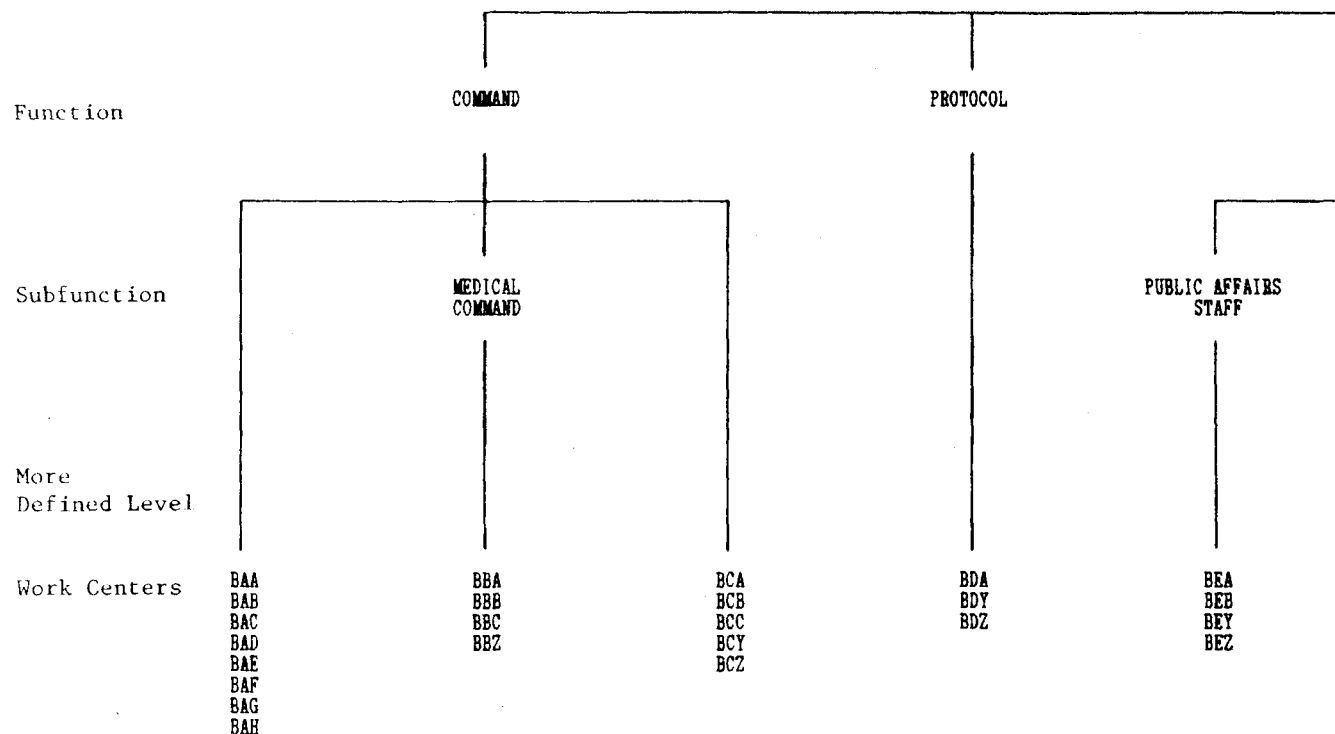 Function COMMAND PROTOCOL
Subfunction MEDICAL COMMAND PUBLIC AFFAIRS STAFF
More
Defined Level
Work Centers BAA BBA BCA BDA BEA
BAB BBB BCB BDY BEB
BAC BBC BCC BDZ BEY
BAD BBZ BCY BEZ
BAE BCZ
BAF
BAG
BAH